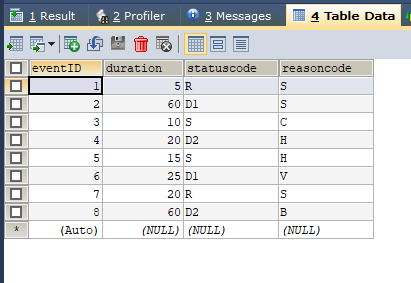 1 Result 2 Profiler 3 Messages 4 Table Data
eventID duration statuscode reasoncode
1 5 R S
2 60 D1 S
3 10 S C
4 20 D2 H
5 15 S H
6 25 D1 V
7 20 R S
8 60 D2 B
* (Auto) (NULL) (NULL) (NULL)